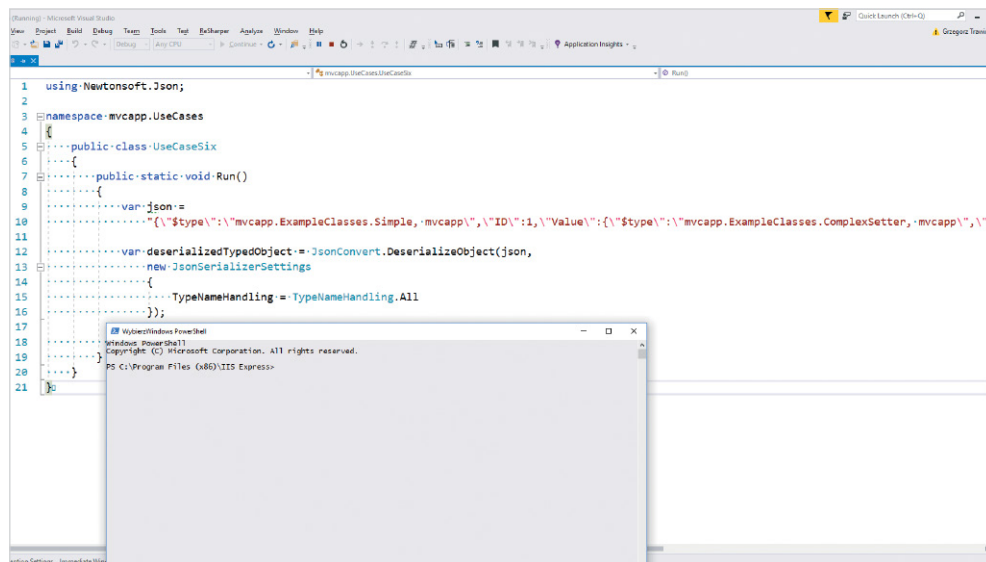 (Running) - Microsoft Visual Studio
Quick Launch (Ctrl+Q)
View Project Build Debug Team Tools Test ReSharper Analyze Window Help
Debug Any CPU Continue Application Insights
mvcapp.UseCases.UseCaseSix Run()
1 using·Newtonsoft.Json;
2
3 namespace·mvcapp.UseCases
4 {
5 ····public·class·UseCaseSix
6 ····{
7 ········public·static·void·Run()
8 ········{
9 ············var·json·=
10 ················"{\"$type\":\"mvcapp.ExampleClasses.Simple,·mvcapp\",\"ID\":1,\"Value\":{\"$type\":\"mvcapp.ExampleClasses.ComplexSetter,·mvcapp\",\"
11
12 ············var·deserializedTypedObject·=·JsonConvert.DeserializeObject(json,
13 ················new·JsonSerializerSettings
14 ················{
15 ····················TypeNameHandling·=·TypeNameHandling.All
16 ················});
17
18
19 ········}
20 ····}
21 }
WybierzWindows PowerShell
Windows PowerShell
Copyright (C) Microsoft Corporation. All rights reserved.
PS C:\Program Files (x86)\IIS Express>